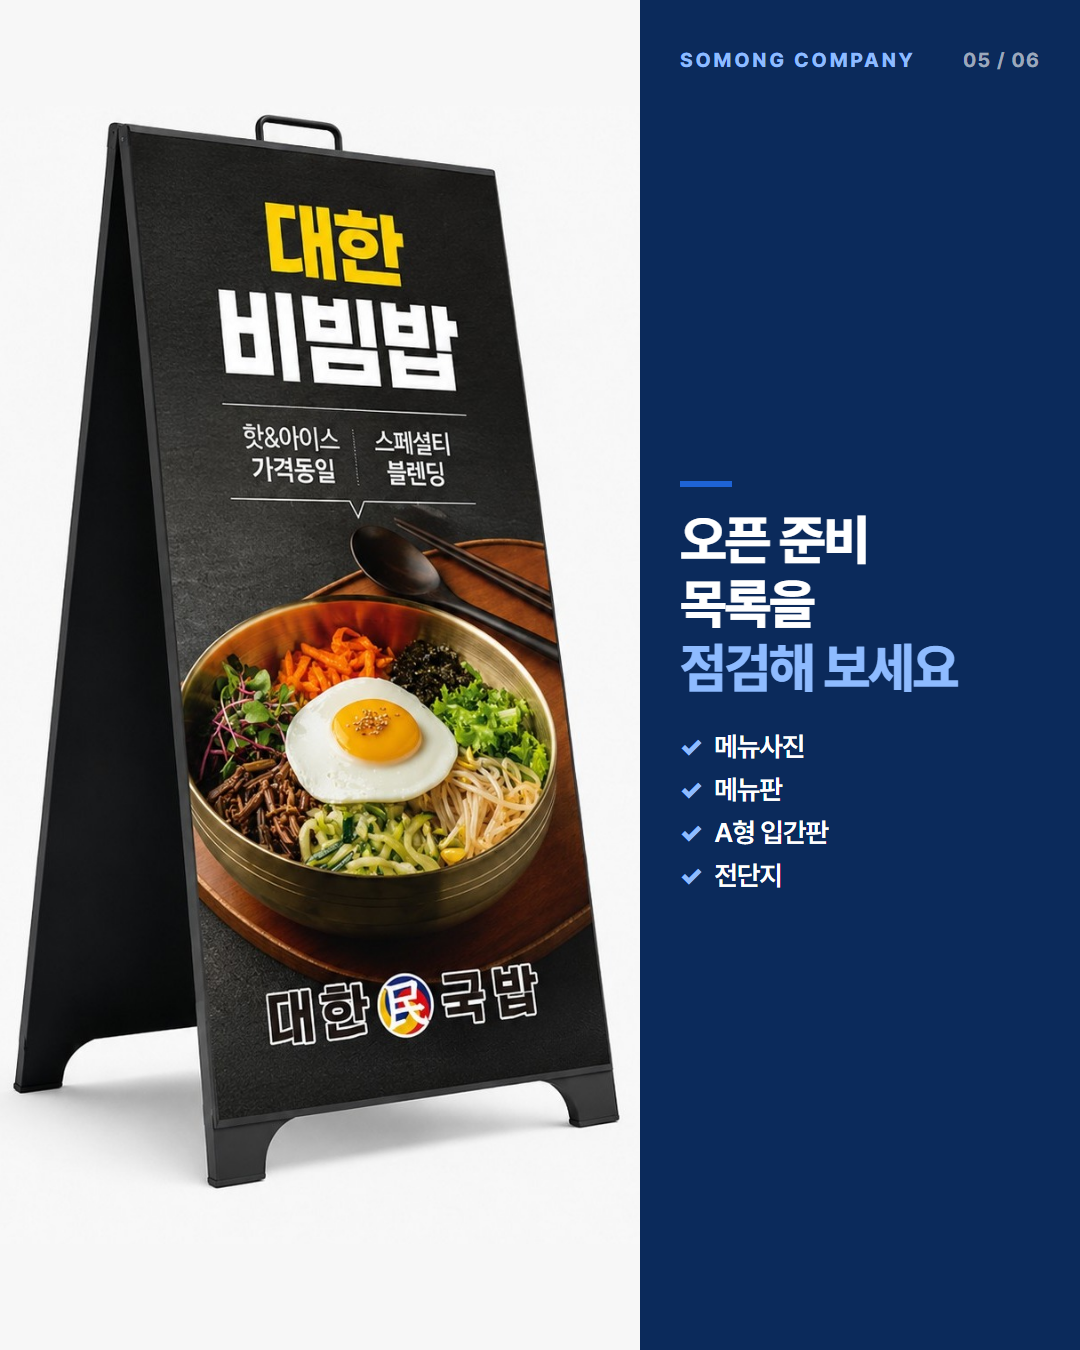 대한
비빔밥
핫&아이스 가격동일
스페셜티 블렌딩
대한民국밥
SOMONG COMPANY 05 / 06
오픈 준비
목록을
점검해 보세요
메뉴사진
메뉴판
A형 입간판
전단지